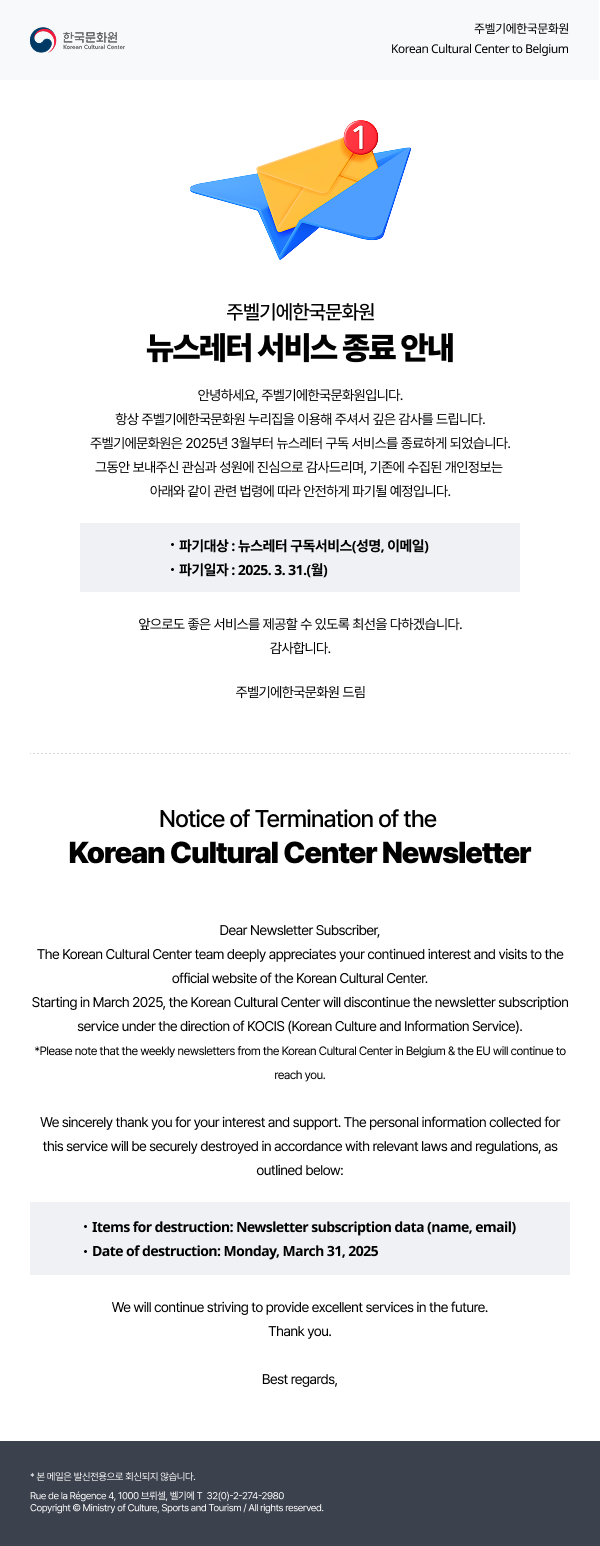 한국문화원
Korean Cultural Center
주벨기에한국문화원
Korean Cultural Center to Belgium
1
주벨기에한국문화원
뉴스레터 서비스 종료 안내
안녕하세요, 주벨기에한국문화원입니다.
항상 주벨기에한국문화원 누리집을 이용해 주셔서 깊은 감사를 드립니다.
주벨기에문화원은 2025년 3월부터 뉴스레터 구독 서비스를 종료하게 되었습니다.
그동안 보내주신 관심과 성원에 진심으로 감사드리며, 기존에 수집된 개인정보는
아래와 같이 관련 법령에 따라 안전하게 파기될 예정입니다.
・파기대상 : 뉴스레터 구독서비스(성명, 이메일)
・파기일자 : 2025. 3. 31.(월)
앞으로도 좋은 서비스를 제공할 수 있도록 최선을 다하겠습니다.
감사합니다.
주벨기에한국문화원 드림
Notice of Termination of the
Korean Cultural Center Newsletter
Dear Newsletter Subscriber,
The Korean Cultural Center team deeply appreciates your continued interest and visits to the
official website of the Korean Cultural Center.
Starting in March 2025, the Korean Cultural Center will discontinue the newsletter subscription
service under the direction of KOCIS (Korean Culture and Information Service).
*Please note that the weekly newsletters from the Korean Cultural Center in Belgium & the EU will continue to
reach you.
We sincerely thank you for your interest and support. The personal information collected for
this service will be securely destroyed in accordance with relevant laws and regulations, as
outlined below:
・Items for destruction: Newsletter subscription data (name, email)
・Date of destruction: Monday, March 31, 2025
We will continue striving to provide excellent services in the future.
Thank you.
Best regards,
* 본 메일은 발신전용으로 회신되지 않습니다.
Rue de la Régence 4, 1000 브뤼셀, 벨기에 T 32(0)-2-274-2980
Copyright © Ministry of Culture, Sports and Tourism / All rights reserved.